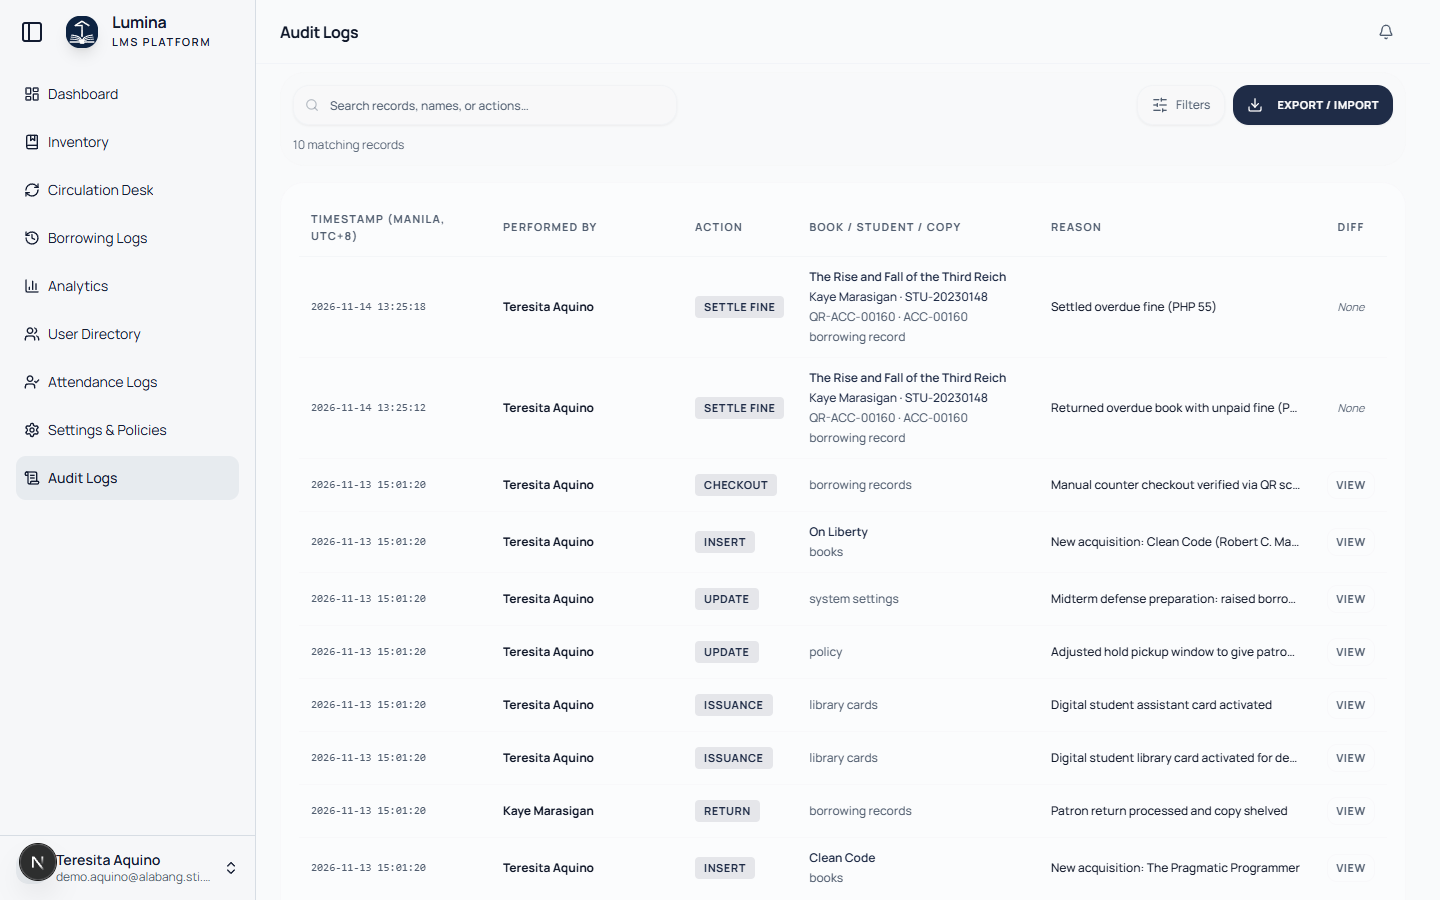 Lumina
LMS PLATFORM
Dashboard
Inventory
Circulation Desk
Borrowing Logs
Analytics
User Directory
Attendance Logs
Settings & Policies
Audit Logs
N
Teresita Aquino
demo.aquino@alabang.sti....
Audit Logs
Search records, names, or actions...
Filters
EXPORT / IMPORT
10 matching records
TIMESTAMP (MANILA, UTC+8) PERFORMED BY ACTION BOOK / STUDENT / COPY REASON DIFF
2026-11-14 13:25:18 Teresita Aquino SETTLE FINE The Rise and Fall of the Third Reich
Kaye Marasigan · STU-20230148
QR-ACC-00160 · ACC-00160
borrowing record
Settled overdue fine (PHP 55) None
2026-11-14 13:25:12 Teresita Aquino SETTLE FINE The Rise and Fall of the Third Reich
Kaye Marasigan · STU-20230148
QR-ACC-00160 · ACC-00160
borrowing record
Returned overdue book with unpaid fine (P... None
2026-11-13 15:01:20 Teresita Aquino CHECKOUT borrowing records Manual counter checkout verified via QR sc... VIEW
2026-11-13 15:01:20 Teresita Aquino INSERT On Liberty
books
New acquisition: Clean Code (Robert C. Ma... VIEW
2026-11-13 15:01:20 Teresita Aquino UPDATE system settings Midterm defense preparation: raised borro... VIEW
2026-11-13 15:01:20 Teresita Aquino UPDATE policy Adjusted hold pickup window to give patro... VIEW
2026-11-13 15:01:20 Teresita Aquino ISSUANCE library cards Digital student assistant card activated VIEW
2026-11-13 15:01:20 Teresita Aquino ISSUANCE library cards Digital student library card activated for de... VIEW
2026-11-13 15:01:20 Kaye Marasigan RETURN borrowing records Patron return processed and copy shelved VIEW
2026-11-13 15:01:20 Teresita Aquino INSERT Clean Code
books
New acquisition: The Pragmatic Programmer VIEW